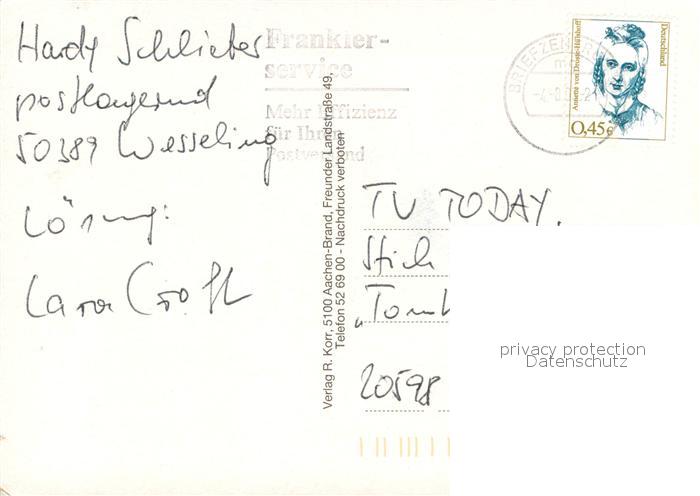 Hardy Schlieter
postlagernd
50389 Wesseling
Lösung:
Lara Croft
Frankier-
service
Mehr Effizienz
für Ihren
Postversand
Verlag R. Korr, 5100 Aachen-Brand, Freunder Landstraße 49,
Telefon 52 69 00 - Nachdruck verboten
BRIEFZENTRUM
Annette von Droste-Hülshoff
Deutschland
0,45€
TV TODAY,
Stich
„Tomb
20598
privacy protection
Datenschutz